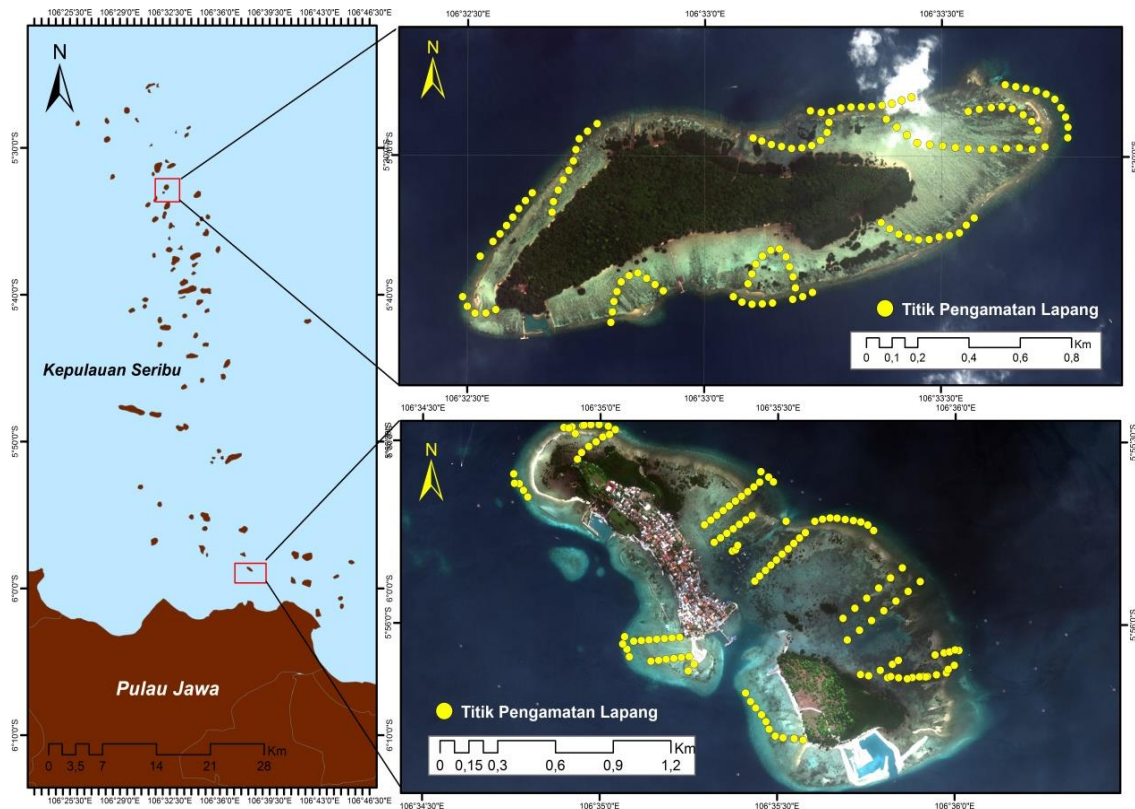 106°25'30"E 106°29'0"E 106°32'30"E 106°36'0"E 106°39'30"E 106°43'0"E 106°46'30"E
N
5°30'0"S
5°40'0"S
5°50'0"S
6°0'0"S
6°10'0"S
Kepulauan Seribu
Pulau Jawa
Km
0 3,5 7 14 21 28
106°32'30"E 106°33'0"E 106°33'30"E
N
Titik Pengamatan Lapang
Km
0 0,1 0,2 0,4 0,6 0,8
106°32'30"E 106°33'0"E 106°33'30"E
106°34'30"E 106°35'0"E 106°35'30"E 106°36'0"E
N
5°55'30"S
5°56'0"S
5°56'0"S
Titik Pengamatan Lapang
Km
0 0,15 0,3 0,6 0,9 1,2
106°34'30"E 106°35'0"E 106°35'30"E 106°36'0"E